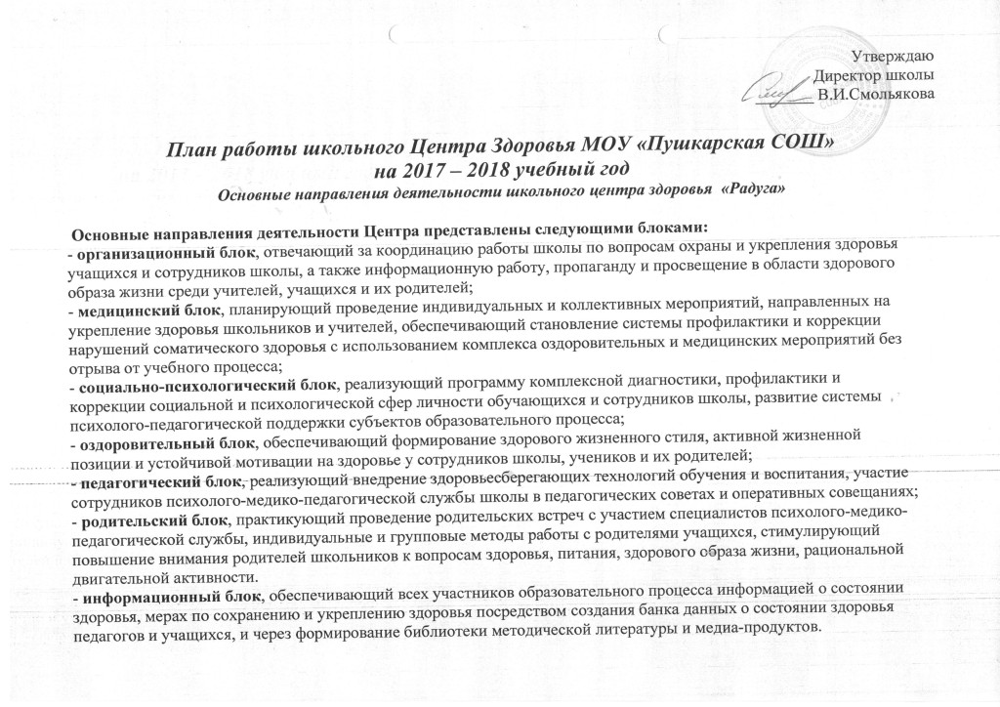 Утверждаю
Директор школы
В.И.Смольякова
План работы школьного Центра Здоровья МОУ «Пушкарская СОШ»
на 2017 – 2018 учебный год
Основные направления деятельности школьного центра здоровья «Радуга»
Основные направления деятельности Центра представлены следующими блоками:
- организационный блок, отвечающий за координацию работы школы по вопросам охраны и укрепления здоровья
учащихся и сотрудников школы, а также информационную работу, пропаганду и просвещение в области здорового
образа жизни среди учителей, учащихся и их родителей;
- медицинский блок, планирующий проведение индивидуальных и коллективных мероприятий, направленных на
укрепление здоровья школьников и учителей, обеспечивающий становление системы профилактики и коррекции
нарушений соматического здоровья с использованием комплекса оздоровительных и медицинских мероприятий без
отрыва от учебного процесса;
- социально-психологический блок, реализующий программу комплексной диагностики, профилактики и
коррекции социальной и психологической сфер личности обучающихся и сотрудников школы, развитие системы
психолого-педагогической поддержки субъектов образовательного процесса;
- оздоровительный блок, обеспечивающий формирование здорового жизненного стиля, активной жизненной
позиции и устойчивой мотивации на здоровье у сотрудников школы, учеников и их родителей;
- педагогический блок, реализующий внедрение здоровьесберегающих технологий обучения и воспитания, участие
сотрудников психолого-медико-педагогической службы школы в педагогических советах и оперативных совещаниях;
- родительский блок, практикующий проведение родительских встреч с участием специалистов психолого-медико-
педагогической службы, индивидуальные и групповые методы работы с родителями учащихся, стимулирующий
повышение внимания родителей школьников к вопросам здоровья, питания, здорового образа жизни, рациональной
двигательной активности.
- информационный блок, обеспечивающий всех участников образовательного процесса информацией о состоянии
здоровья, мерах по сохранению и укреплению здоровья посредством создания банка данных о состоянии здоровья
педагогов и учащихся, и через формирование библиотеки методической литературы и медиа-продуктов.